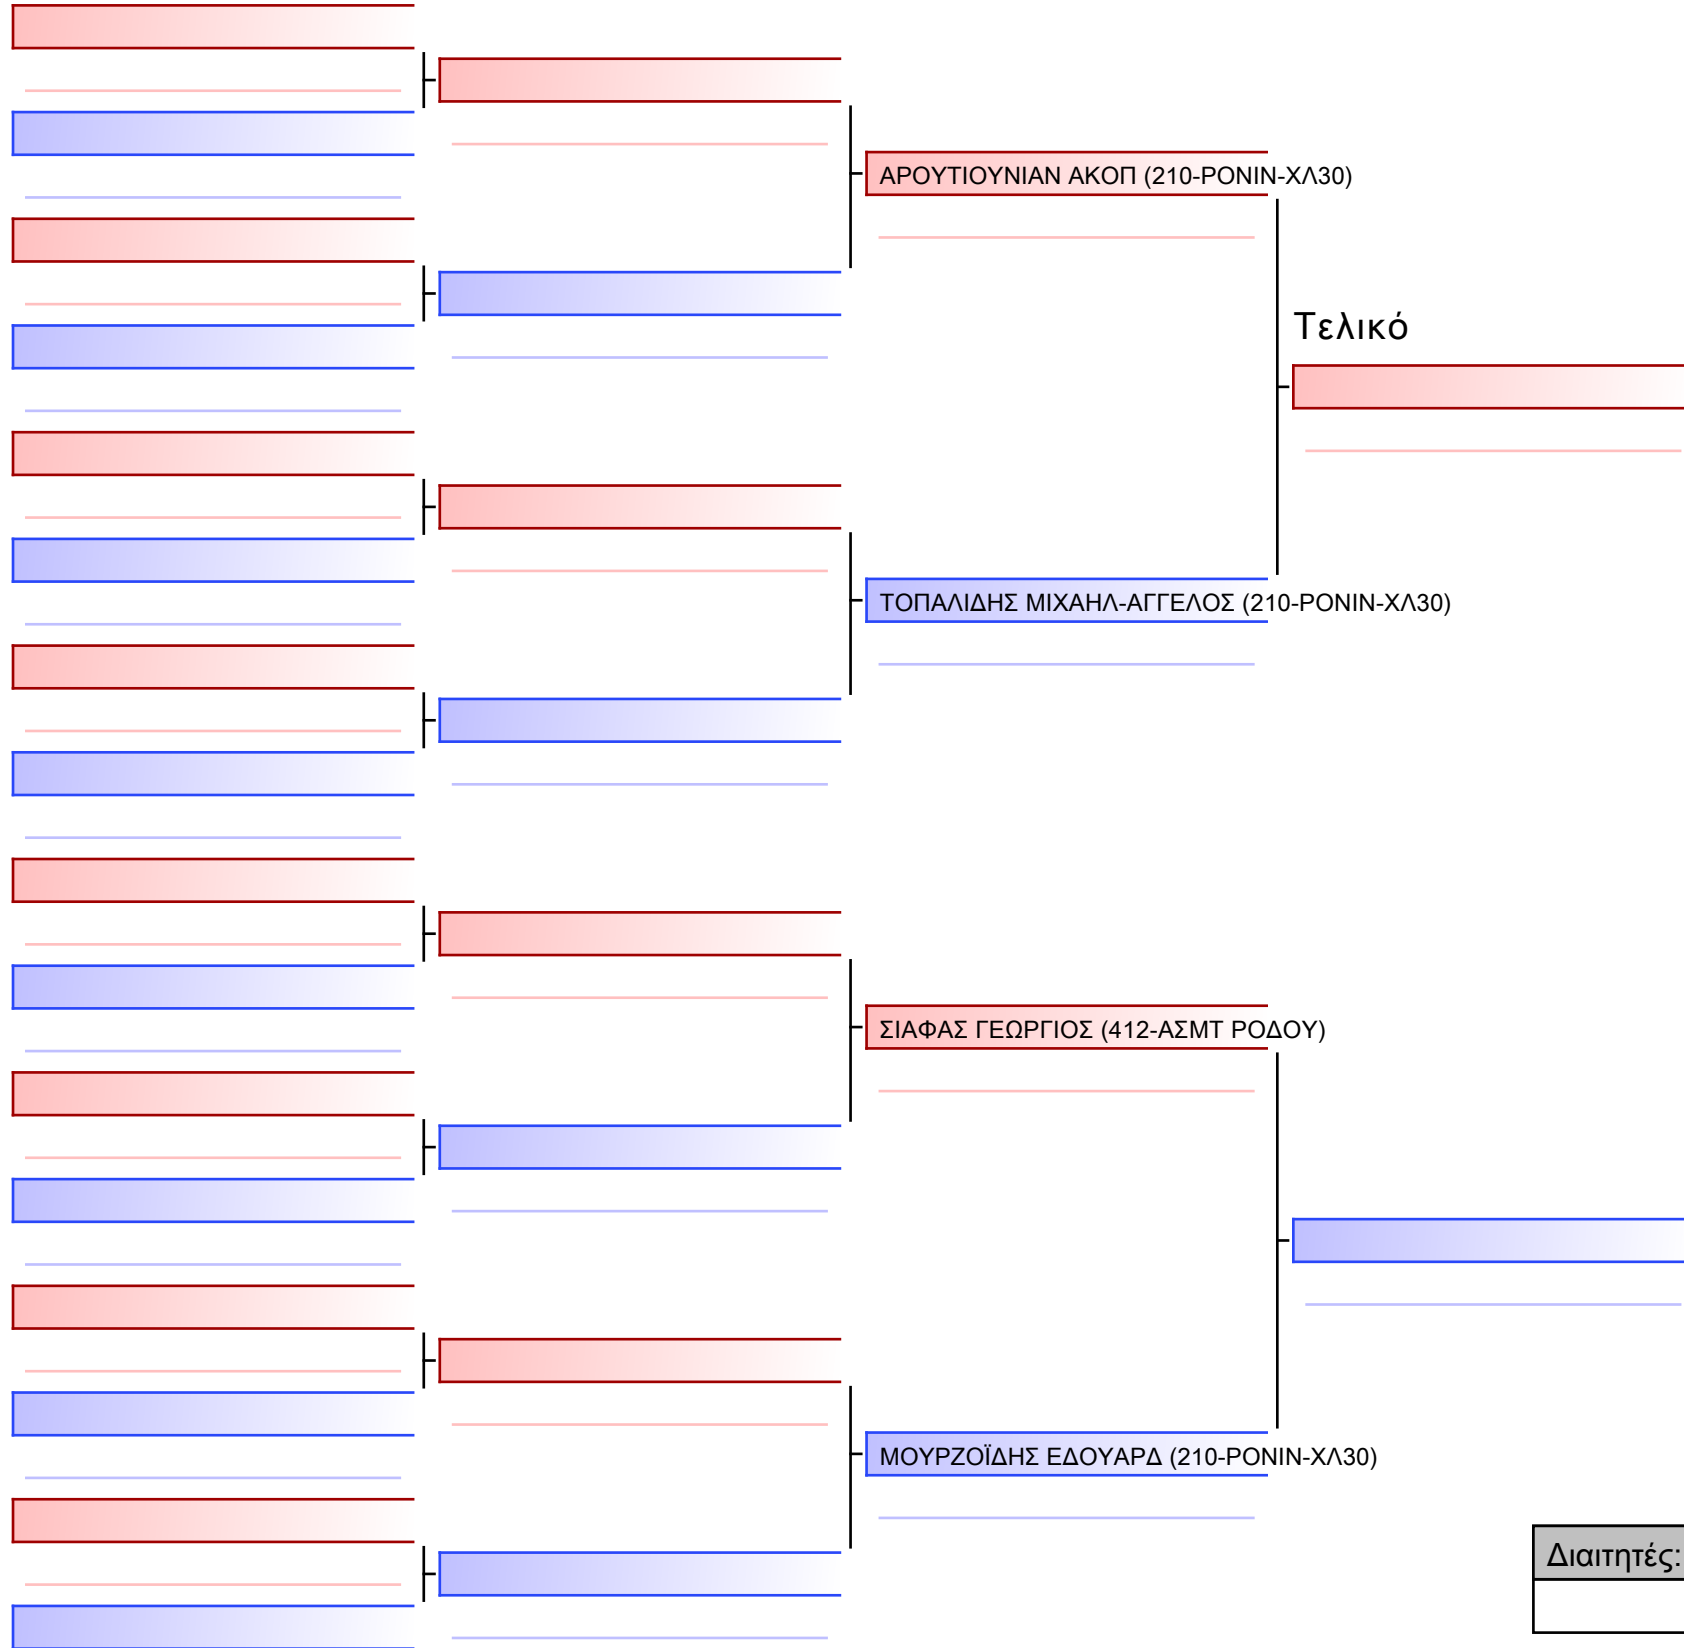 ΑΡΟΥΤΙΟΥΝΙΑΝ ΑΚΟΠ (210-ΡΟΝΙΝ-ΧΛ30)
Τελικό
ΤΟΠΑΛΙΔΗΣ ΜΙΧΑΗΛ-ΑΓΓΕΛΟΣ (210-ΡΟΝΙΝ-ΧΛ30)
ΣΙΑΦΑΣ ΓΕΩΡΓΙΟΣ (412-ΑΣΜΤ ΡΟΔΟΥ)
ΜΟΥΡΖΟΪΔΗΣ ΕΔΟΥΑΡΔ (210-ΡΟΝΙΝ-ΧΛ30)
Διαιτητές: